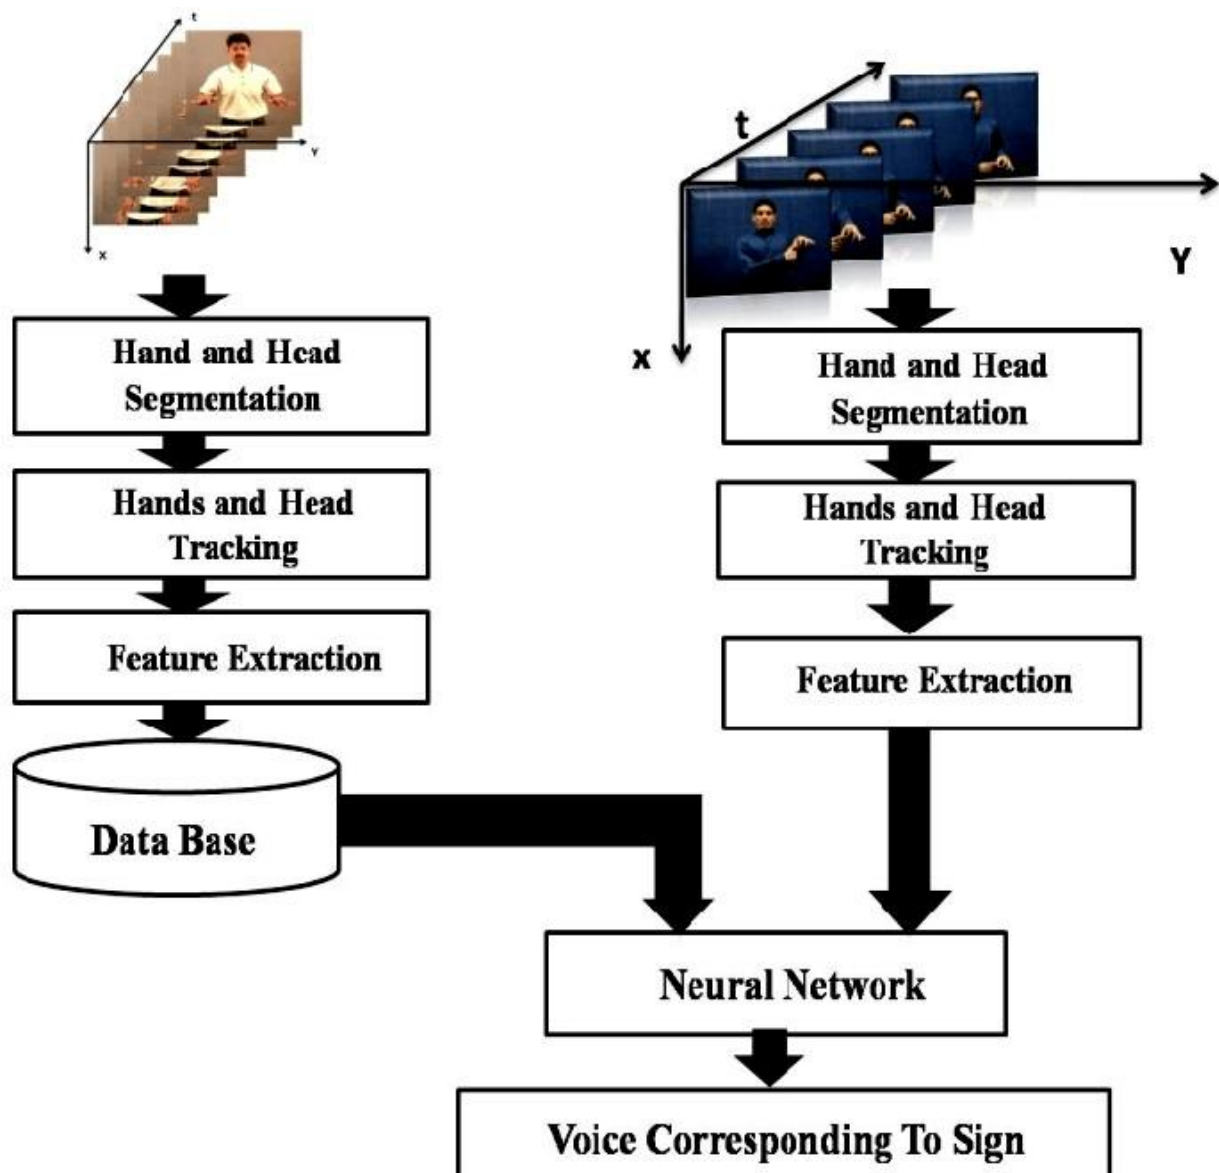 t
Y
X
t
Y
x
Hand and Head
Segmentation
Hands and Head
Tracking
Feature Extraction
Data Base
Hand and Head
Segmentation
Hands and Head
Tracking
Feature Extraction
Neural Network
Voice Corresponding To Sign